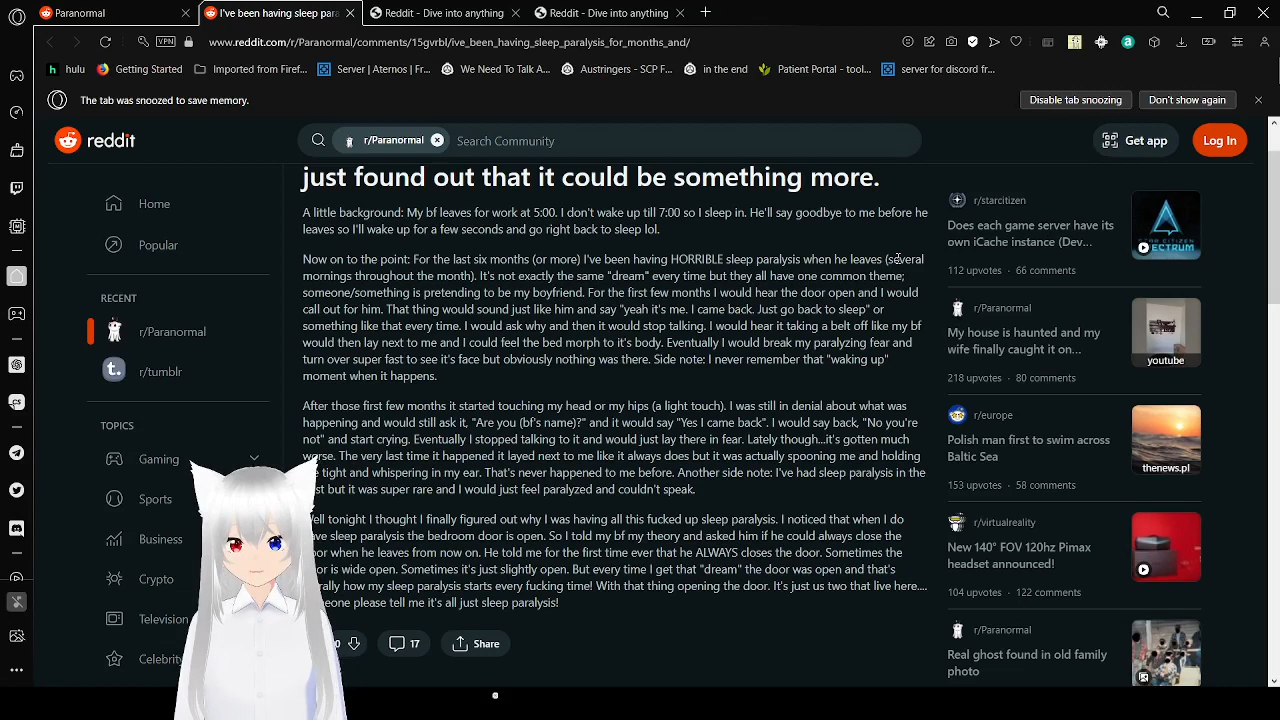 Paranormal
I've been having sleep para
Reddit - Dive into anything
Reddit - Dive into anything
VPN
www.reddit.com/r/Paranormal/comments/15gvrbl/ive_been_having_sleep_paralysis_for_months_and/
hulu
Getting Started
Imported from Firef...
Server | Aternos | Fr...
We Need To Talk A...
Austringers - SCP F...
in the end
Patient Portal - tool...
server for discord fr...
The tab was snoozed to save memory.
Disable tab snoozing
Don't show again
reddit
r/Paranormal
Search Community
Get app
Log In
Home
Popular
RECENT
r/Paranormal
r/tumblr
TOPICS
Gaming
Sports
Business
Crypto
Television
Celebrity
just found out that it could be something more.
A little background: My bf leaves for work at 5:00. I don't wake up till 7:00 so I sleep in. He'll say goodbye to me before he
leaves so I'll wake up for a few seconds and go right back to sleep lol.
Now on to the point: For the last six months (or more) I've been having HORRIBLE sleep paralysis when he leaves (several
mornings throughout the month). It's not exactly the same "dream" every time but they all have one common theme;
someone/something is pretending to be my boyfriend. For the first few months I would hear the door open and I would
call out for him. That thing would sound just like him and say "yeah it's me. I came back. Just go back to sleep" or
something like that every time. I would ask why and then it would stop talking. I would hear it taking a belt off like my bf
would then lay next to me and I could feel the bed morph to it's body. Eventually I would break my paralyzing fear and
turn over super fast to see it's face but obviously nothing was there. Side note: I never remember that "waking up"
moment when it happens.
After those first few months it started touching my head or my hips (a light touch). I was still in denial about what was
happening and would still ask it, "Are you (bf's name)?" and it would say "Yes I came back". I would say back, "No you're
not" and start crying. Eventually I stopped talking to it and would just lay there in fear. Lately though...it's gotten much
worse. The very last time it happened it layed next to me like it always does but it was actually spooning me and holding
tight and whispering in my ear. That's never happened to me before. Another side note: I've had sleep paralysis in the
but it was super rare and I would just feel paralyzed and couldn't speak.
tonight I thought I finally figured out why I was having all this fucked up sleep paralysis. I noticed that when I do
sleep paralysis the bedroom door is open. So I told my bf my theory and asked him if he could always close the
when he leaves from now on. He told me for the first time ever that he ALWAYS closes the door. Sometimes the
is wide open. Sometimes it's just slightly open. But every time I get that "dream" the door was open and that's
how my sleep paralysis starts every fucking time! With that thing opening the door. It's just us two that live here....
please tell me it's all just sleep paralysis!
17
Share
r/starcitizen
Does each game server have its
own iCache instance (Dev...
SPECTRUM
112 upvotes 66 comments
r/Paranormal
My house is haunted and my
wife finally caught it on...
youtube
218 upvotes 80 comments
r/europe
Polish man first to swim across
Baltic Sea
thenews.pl
153 upvotes 58 comments
r/virtualreality
New 140° FOV 120hz Pimax
headset announced!
104 upvotes 122 comments
r/Paranormal
Real ghost found in old family
photo